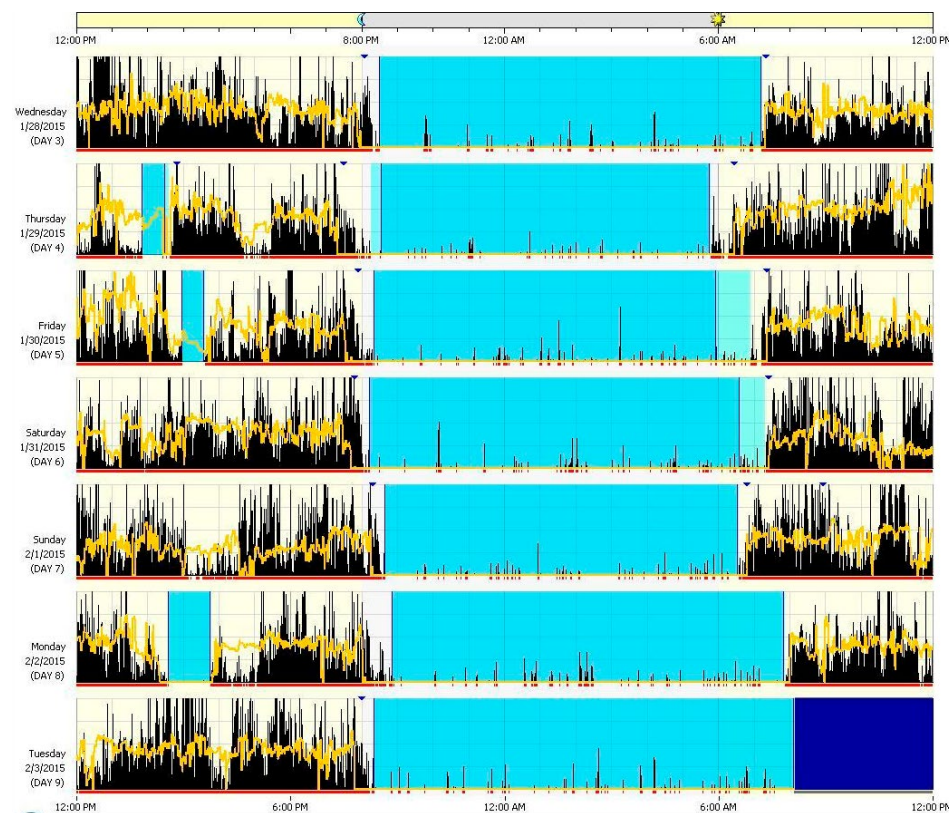 12:00 PM 8:00 PM 12:00 AM 6:00 AM 12:00 PM
Wednesday
1/28/2015
(DAY 3)
Thursday
1/29/2015
(DAY 4)
Friday
1/30/2015
(DAY 5)
Saturday
1/31/2015
(DAY 6)
Sunday
2/1/2015
(DAY 7)
Monday
2/2/2015
(DAY 8)
Tuesday
2/3/2015
(DAY 9)
12:00 PM 6:00 PM 12:00 AM 6:00 AM 12:00 PM